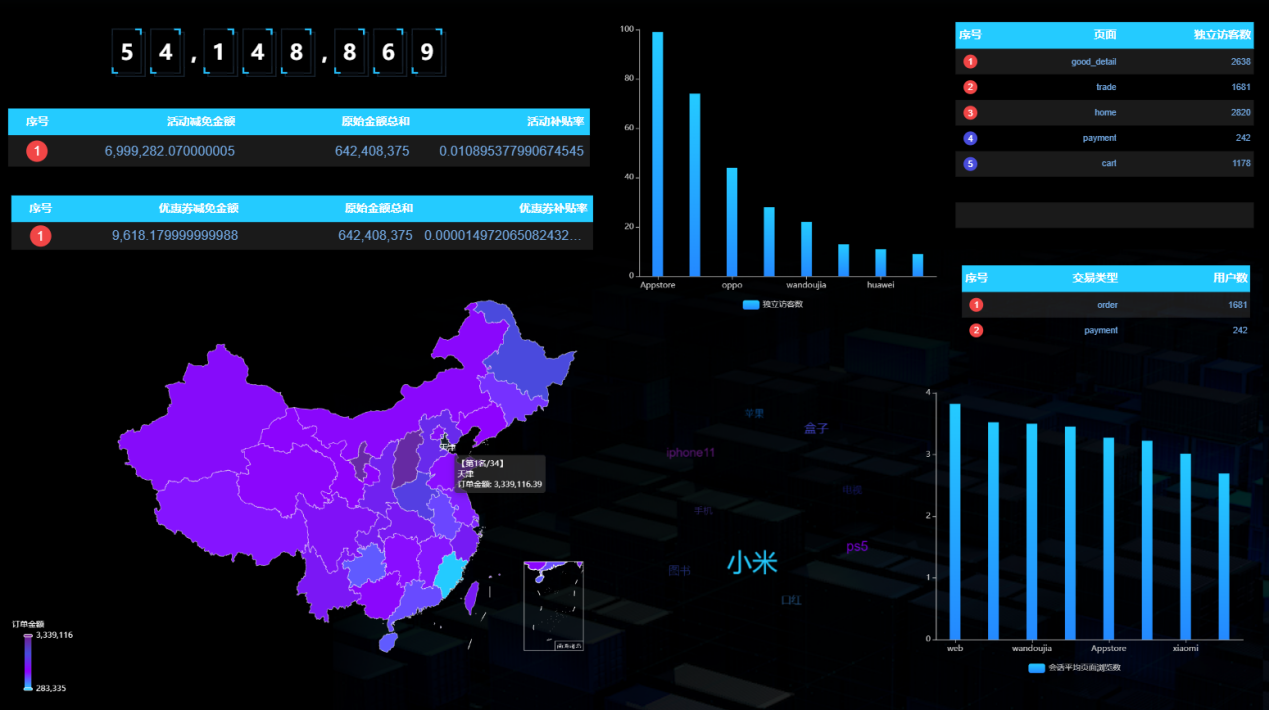 54,148,869
序号 活动减免金额 原始金额总和 活动补贴率
1 6,999,282.070000005 642,408,375 0.010895377990674545
序号 优惠券减免金额 原始金额总和 优惠券补贴率
1 9,618.179999999988 642,408,375 0.000014972065082432...
100
80
60
40
20
0
Appstore oppo wandoujia huawei
独立访客数
序号 页面 独立访客数
1 good_detail 2638
2 trade 1681
3 home 2820
4 payment 242
5 cart 1178
序号 交易类型 用户数
1 order 1681
2 payment 242
天津
【第1名/34】
天津
订单金额: 3,339,116.39
南海诸岛
订单金额
3,339,116
283,335
苹果
盒子
iphone11
电视
手机
ps5
小米
图书
口红
4
3
2
1
0
web wandoujia Appstore xiaomi
会话平均页面浏览数